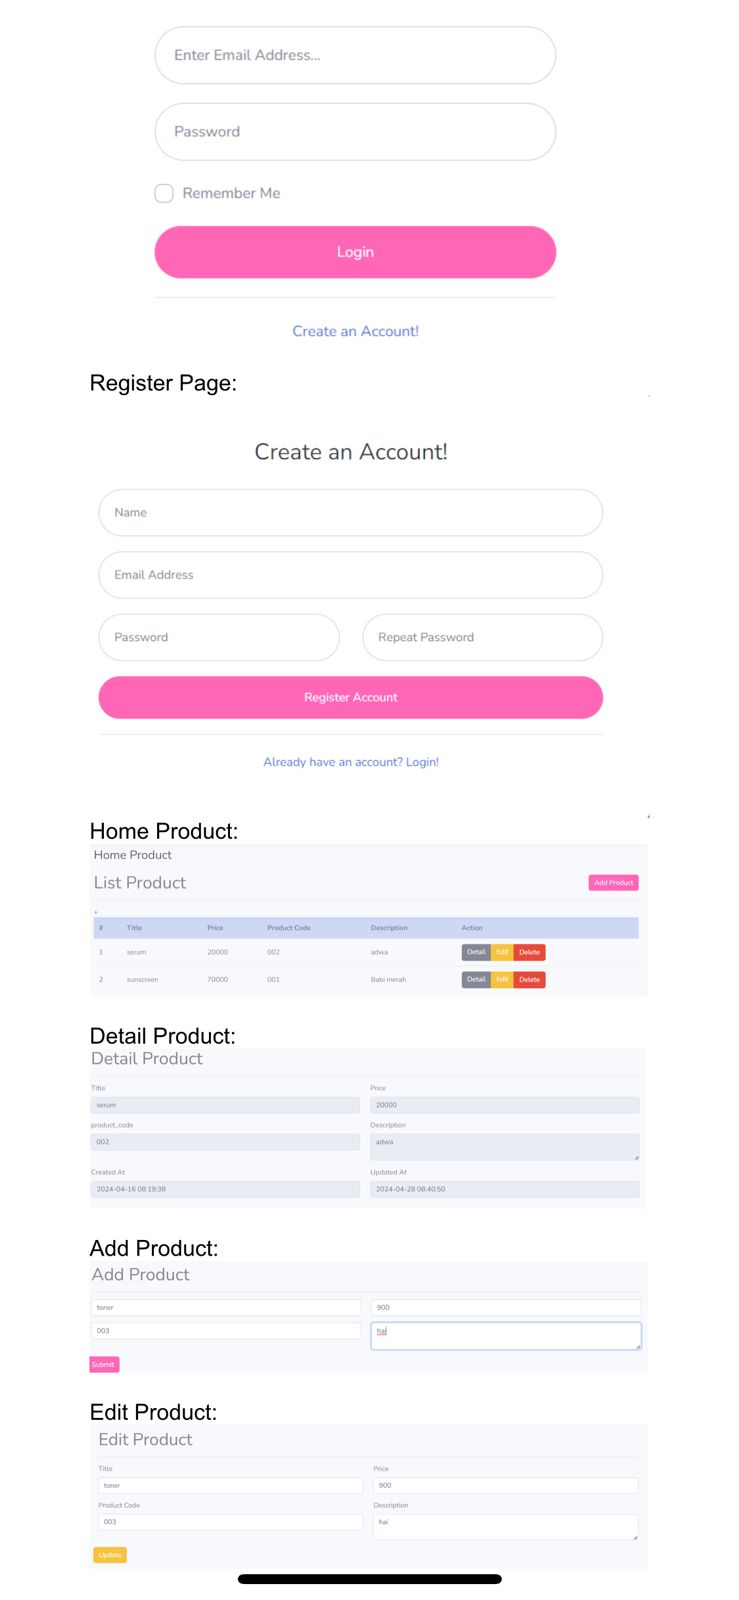 Enter Email Address...
Password
Remember Me
Login
Create an Account!
Register Page:
Create an Account!
Name
Email Address
Password Repeat Password
Register Account
Already have an account? Login!
Home Product:
Home Product
List Product Add Product
# Title Price Product Code Description Action
1 serum 20000 002 adwa Detail Edit Delete
2 sunscreen 70000 001 Babi merah Detail Edit Delete
Detail Product:
Detail Product
Title Price
serum 20000
product_code Description
002 adwa
Created At Updated At
2024-04-16 08:19:38 2024-04-28 08:40:50
Add Product:
Add Product
toner 900
003 hai
Submit
Edit Product:
Edit Product
Title Price
toner 900
Product Code Description
003 hai
Update